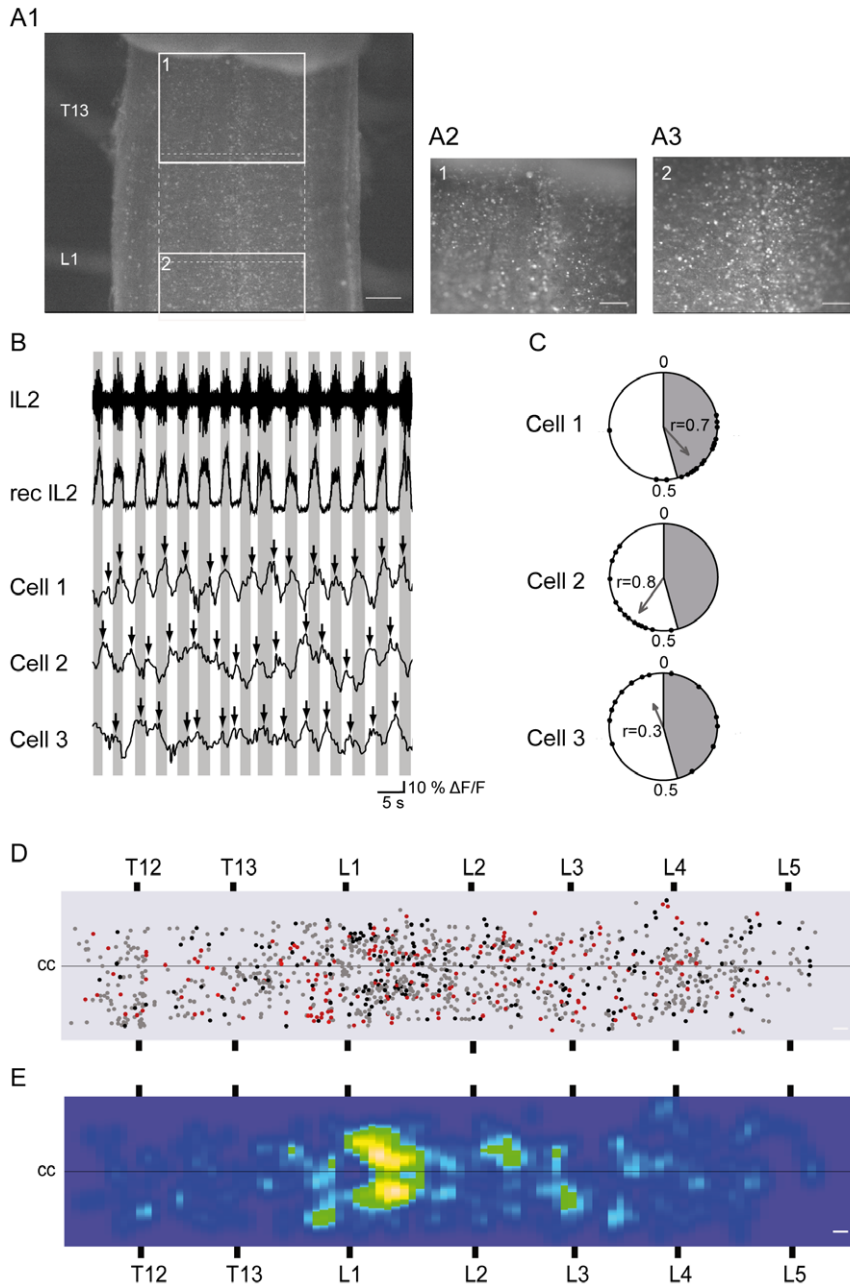 A1
1
T13
L1
2
A2
1
A3
2
B
IL2
rec IL2
Cell 1
Cell 2
Cell 3
10 % ΔF/F
5 s
C
0
Cell 1
r=0.7
0.5
0
Cell 2
r=0.8
0.5
0
Cell 3
r=0.3
0.5
D
T12 T13 L1 L2 L3 L4 L5
cc
E
cc
T12 T13 L1 L2 L3 L4 L5